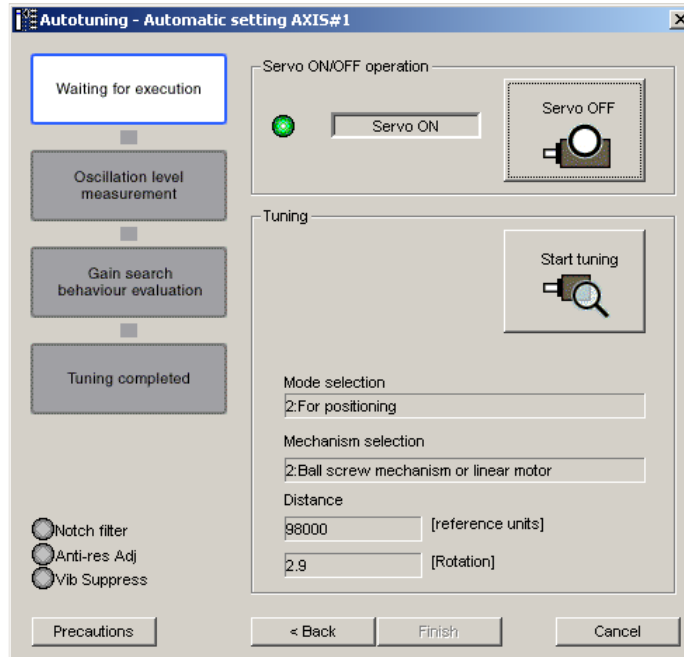 Autotuning - Automatic setting AXIS#1
Waiting for execution
Oscillation level
measurement
Gain search
behaviour evaluation
Tuning completed
Notch filter
Anti-res Adj
Vib Suppress
Servo ON/OFF operation
Servo ON
Servo OFF
Tuning
Start tuning
Mode selection
2:For positioning
Mechanism selection
2:Ball screw mechanism or linear motor
Distance
98000 [reference units]
2.9 [Rotation]
Precautions
< Back
Finish
Cancel